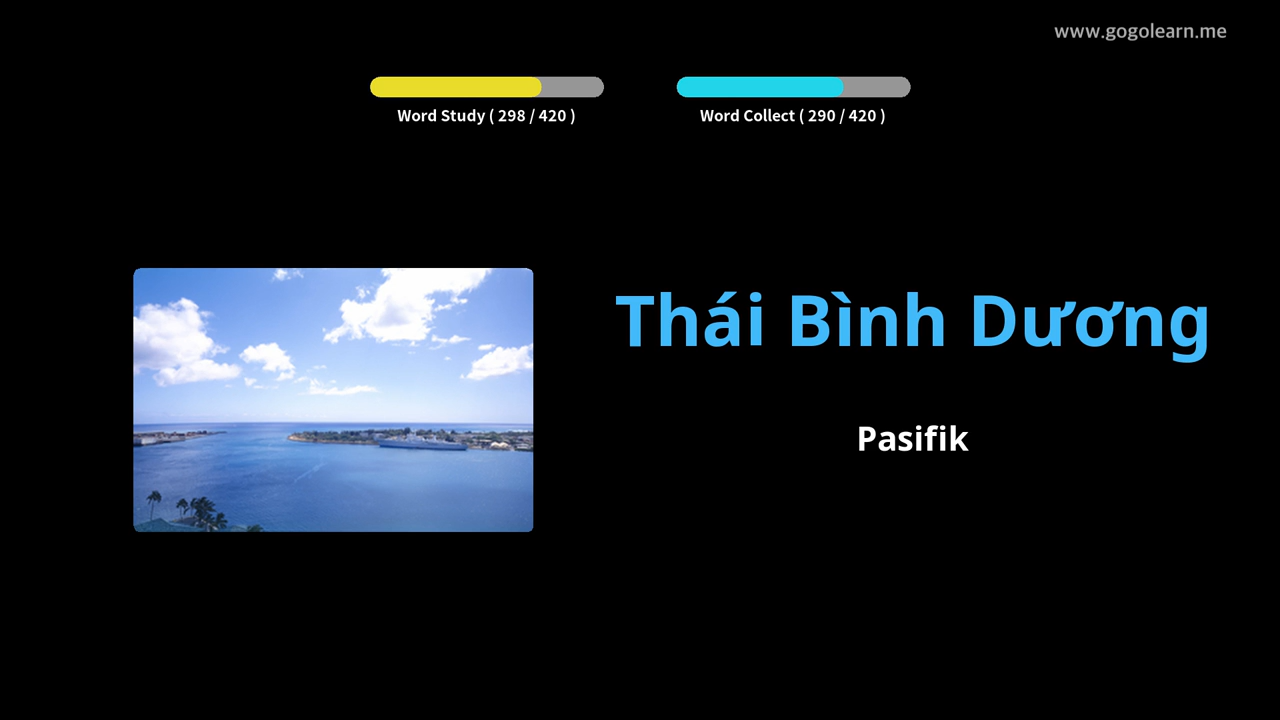 www.gogolearn.me
Word Study ( 298 / 420 )
Word Collect ( 290 / 420 )
Thái Bình Dương
Pasifik